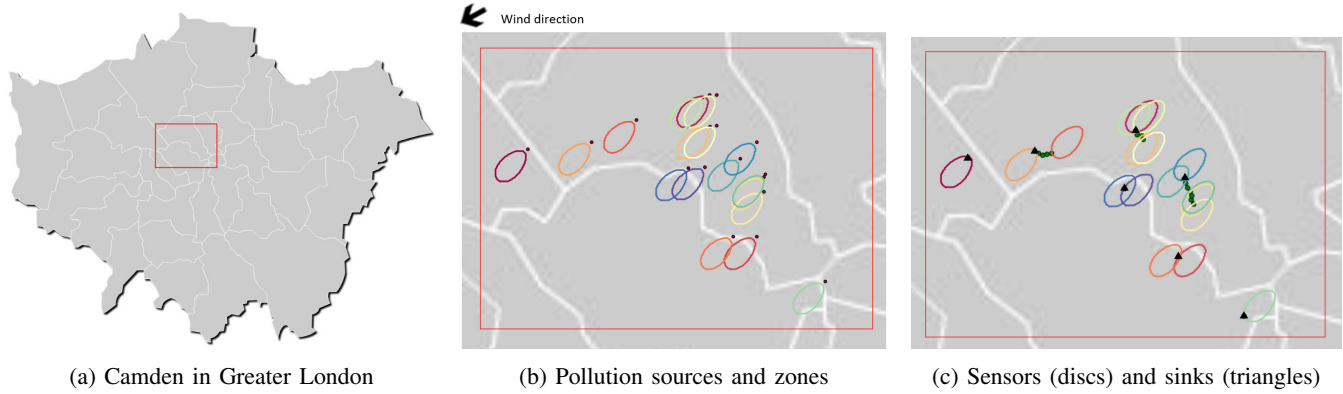 Wind direction
(a) Camden in Greater London
(b) Pollution sources and zones
(c) Sensors (discs) and sinks (triangles)